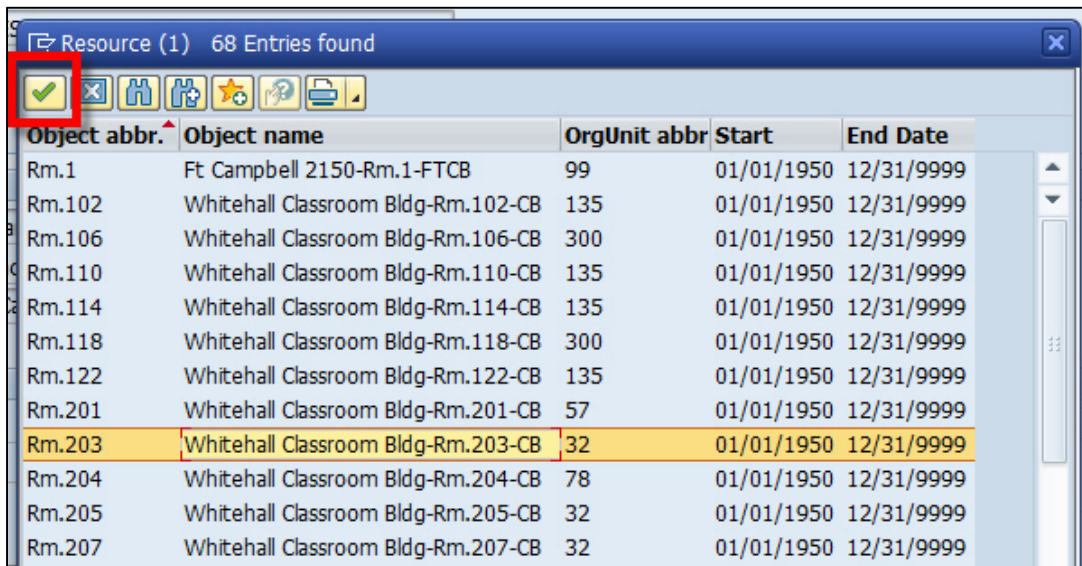 Resource (1) 68 Entries found
Object abbr. Object name OrgUnit abbr Start End Date
Rm.1 Ft Campbell 2150-Rm.1-FTCB 99 01/01/1950 12/31/9999
Rm.102 Whitehall Classroom Bldg-Rm.102-CB 135 01/01/1950 12/31/9999
Rm.106 Whitehall Classroom Bldg-Rm.106-CB 300 01/01/1950 12/31/9999
Rm.110 Whitehall Classroom Bldg-Rm.110-CB 135 01/01/1950 12/31/9999
Rm.114 Whitehall Classroom Bldg-Rm.114-CB 135 01/01/1950 12/31/9999
Rm.118 Whitehall Classroom Bldg-Rm.118-CB 300 01/01/1950 12/31/9999
Rm.122 Whitehall Classroom Bldg-Rm.122-CB 135 01/01/1950 12/31/9999
Rm.201 Whitehall Classroom Bldg-Rm.201-CB 57 01/01/1950 12/31/9999
Rm.203 Whitehall Classroom Bldg-Rm.203-CB 32 01/01/1950 12/31/9999
Rm.204 Whitehall Classroom Bldg-Rm.204-CB 78 01/01/1950 12/31/9999
Rm.205 Whitehall Classroom Bldg-Rm.205-CB 32 01/01/1950 12/31/9999
Rm.207 Whitehall Classroom Bldg-Rm.207-CB 32 01/01/1950 12/31/9999